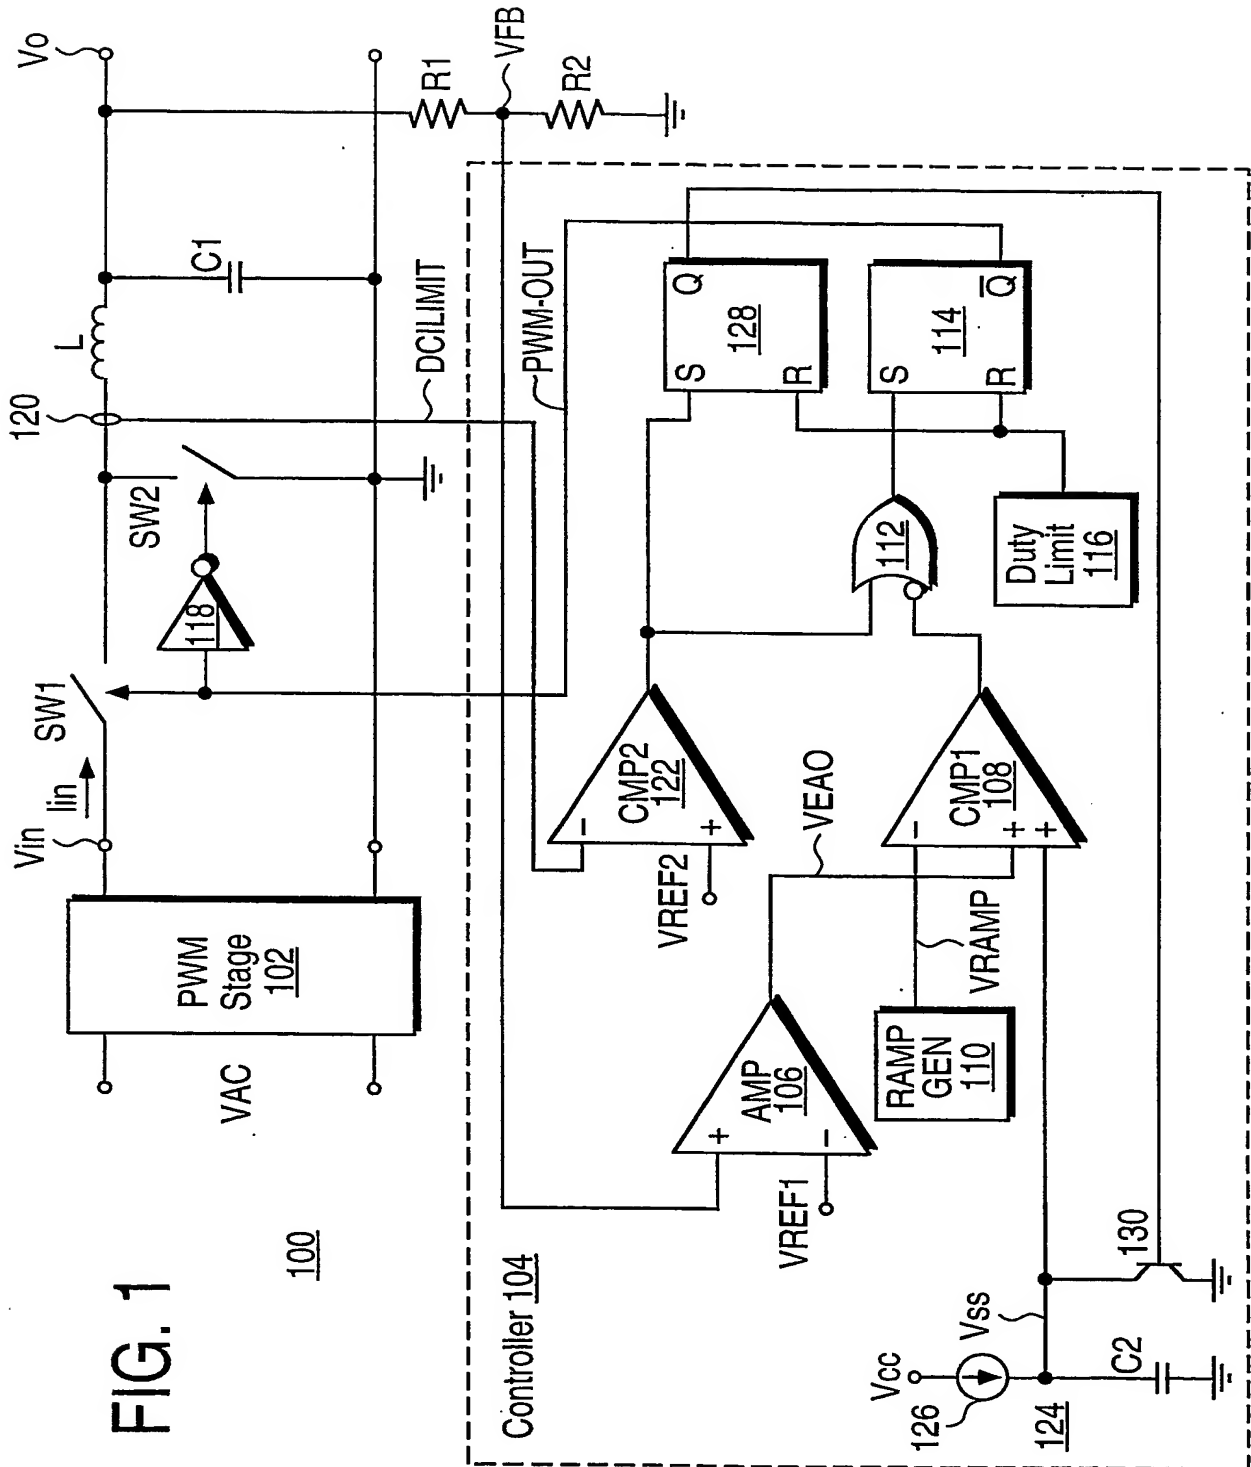 FIG. 1
100
VAC
PWM
Stage
102
Vin
Iin
SW1
118
SW2
120
L
C1
Vo
DCILIMIT
PWM-OUT
R1
VFB
R2
Controller 104
VREF1
+
−
AMP
106
VREF2
−
+
CMP2
122
VEAO
RAMP
GEN
110
VRAMP
−
+
+
CMP1
108
112
Duty
Limit
116
S
R
Q
128
S
R
Q̅
114
Vcc
126
124
Vss
C2
130